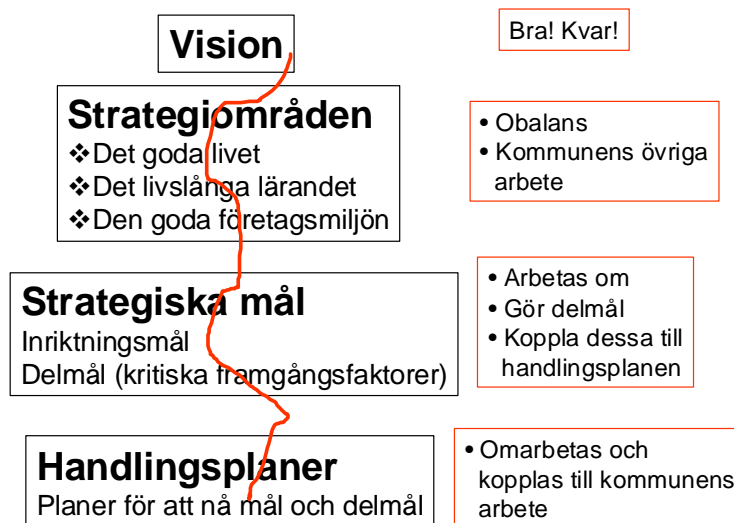 Vision
Bra! Kvar!
Strategiområden
❖Det goda livet
❖Det livslånga lärandet
❖Den goda företagsmiljön
• Obalans
• Kommunens övriga
arbete
Strategiska mål
Inriktningsmål
Delmål (kritiska framgångsfaktorer)
• Arbetas om
• Gör delmål
• Koppla dessa till
handlingsplanen
Handlingsplaner
Planer för att nå mål och delmål
• Omarbetas och
kopplas till kommunens
arbete